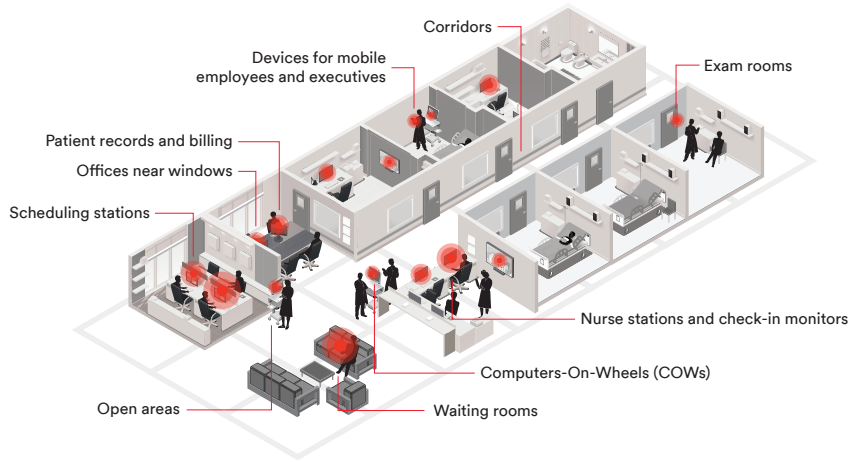 Corridors
Devices for mobile
employees and executives
Exam rooms
Patient records and billing
Offices near windows
Scheduling stations
Nurse stations and check-in monitors
Computers-On-Wheels (COWs)
Open areas
Waiting rooms